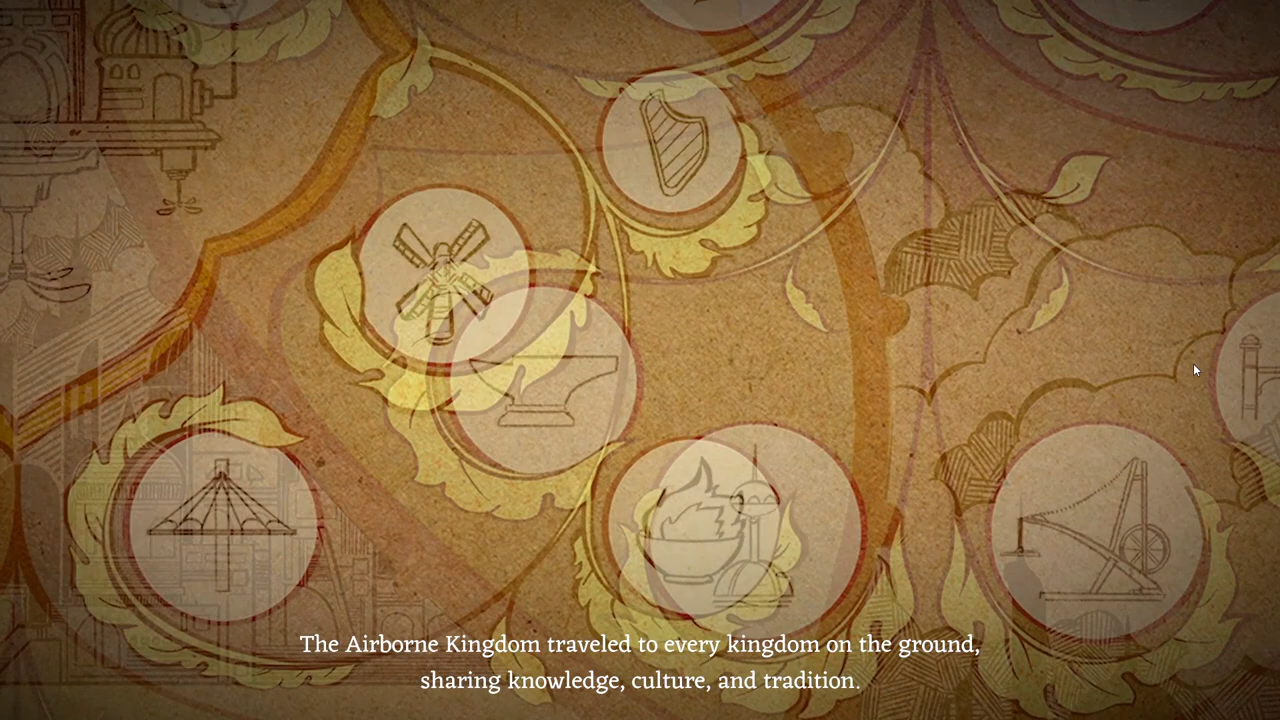 The Airborne Kingdom traveled to every kingdom on the ground,
sharing knowledge, culture, and tradition.